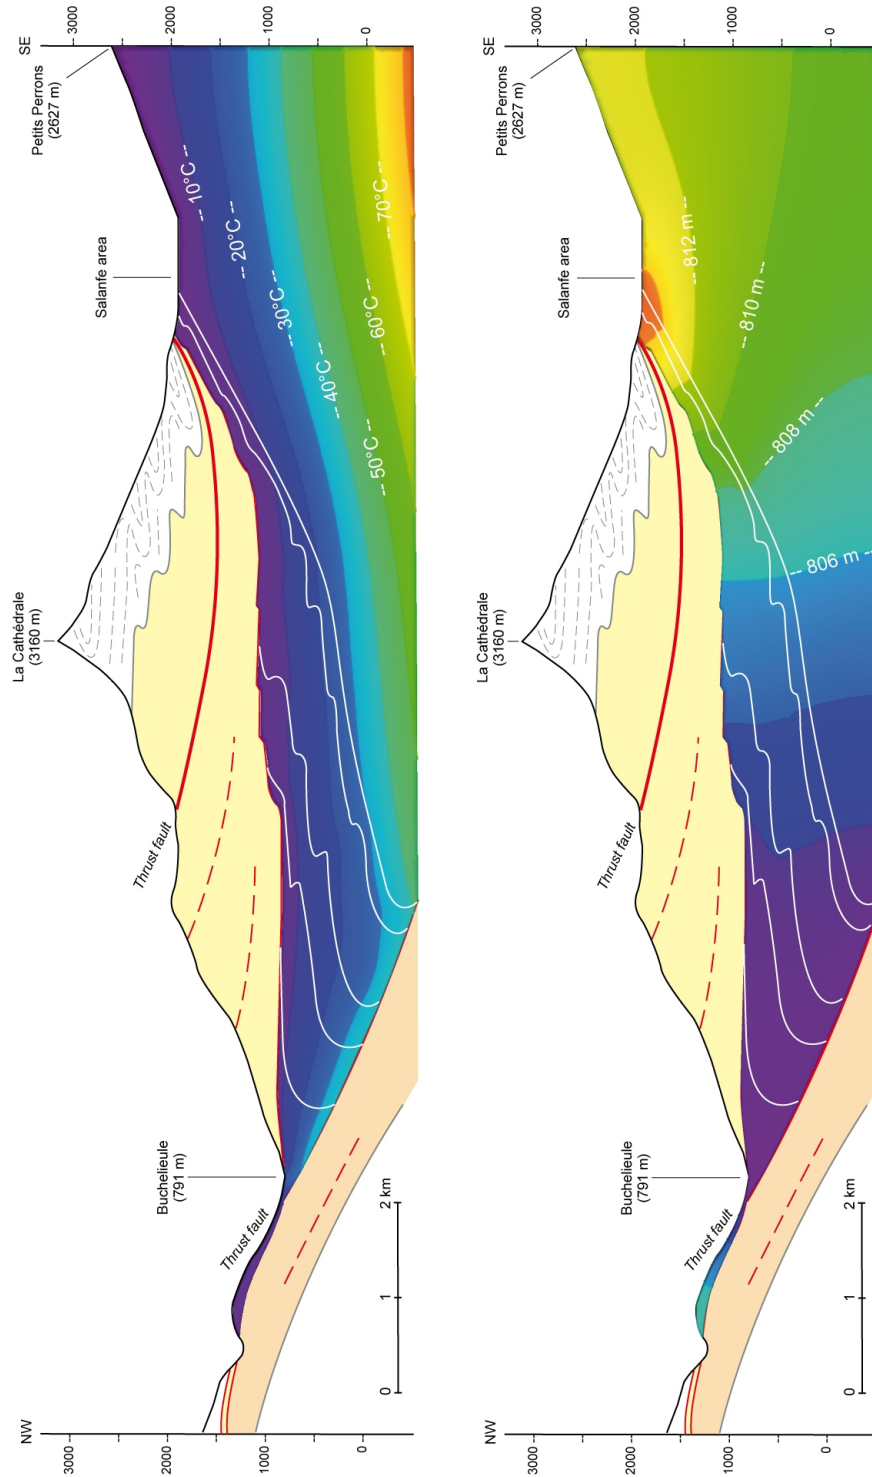 NW
SE
3000
2000
1000
0
3000
2000
1000
0
La Cathédrale
(3160 m)
Petits Perrons
(2627 m)
Salanfe area
Buchelieule
(791 m)
Thrust fault
Thrust fault
-- 10°C --
-- 20°C --
-- 30°C --
-- 40°C --
-- 50°C --
-- 60°C --
-- 70°C --
0
1
2 km
NW
SE
3000
2000
1000
0
3000
2000
1000
0
La Cathédrale
(3160 m)
Petits Perrons
(2627 m)
Salanfe area
Buchelieule
(791 m)
Thrust fault
Thrust fault
-- 806 m --
-- 808 m --
-- 810 m --
-- 812 m --
0
1
2 km